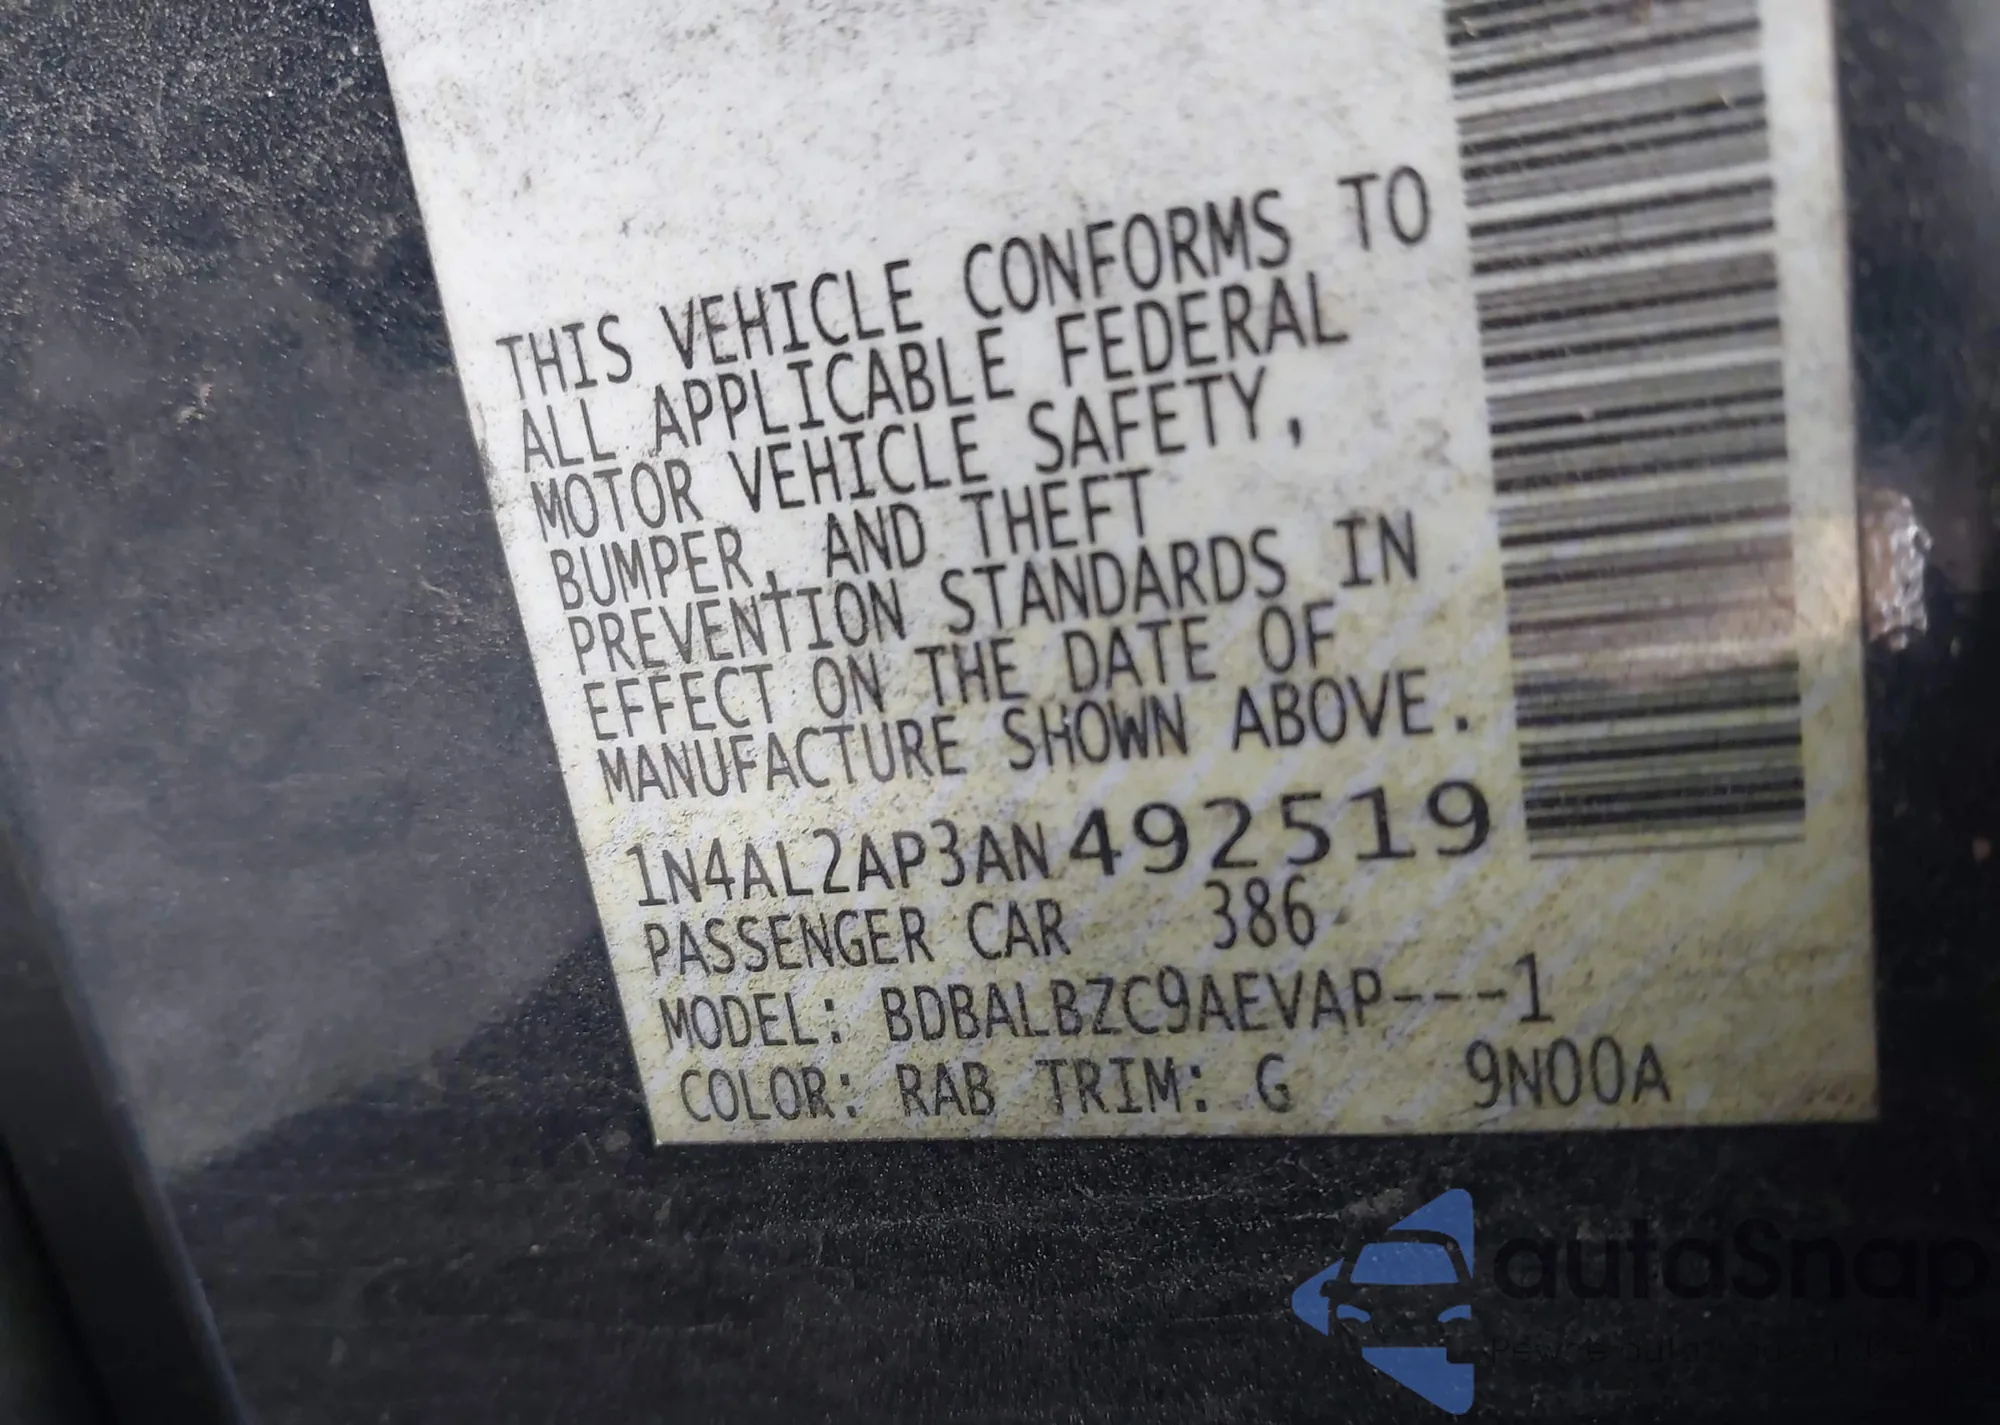 THIS VEHICLE CONFORMS TO
ALL APPLICABLE FEDERAL
MOTOR VEHICLE SAFETY,
BUMPER, AND THEFT
PREVENTION STANDARDS IN
EFFECT ON THE DATE OF
MANUFACTURE SHOWN ABOVE.
1N4AL2AP3AN492519
PASSENGER CAR 386
MODEL: BDBALBZC9AEVAP---1
COLOR: RAB TRIM: G 9N00A
autaSnap